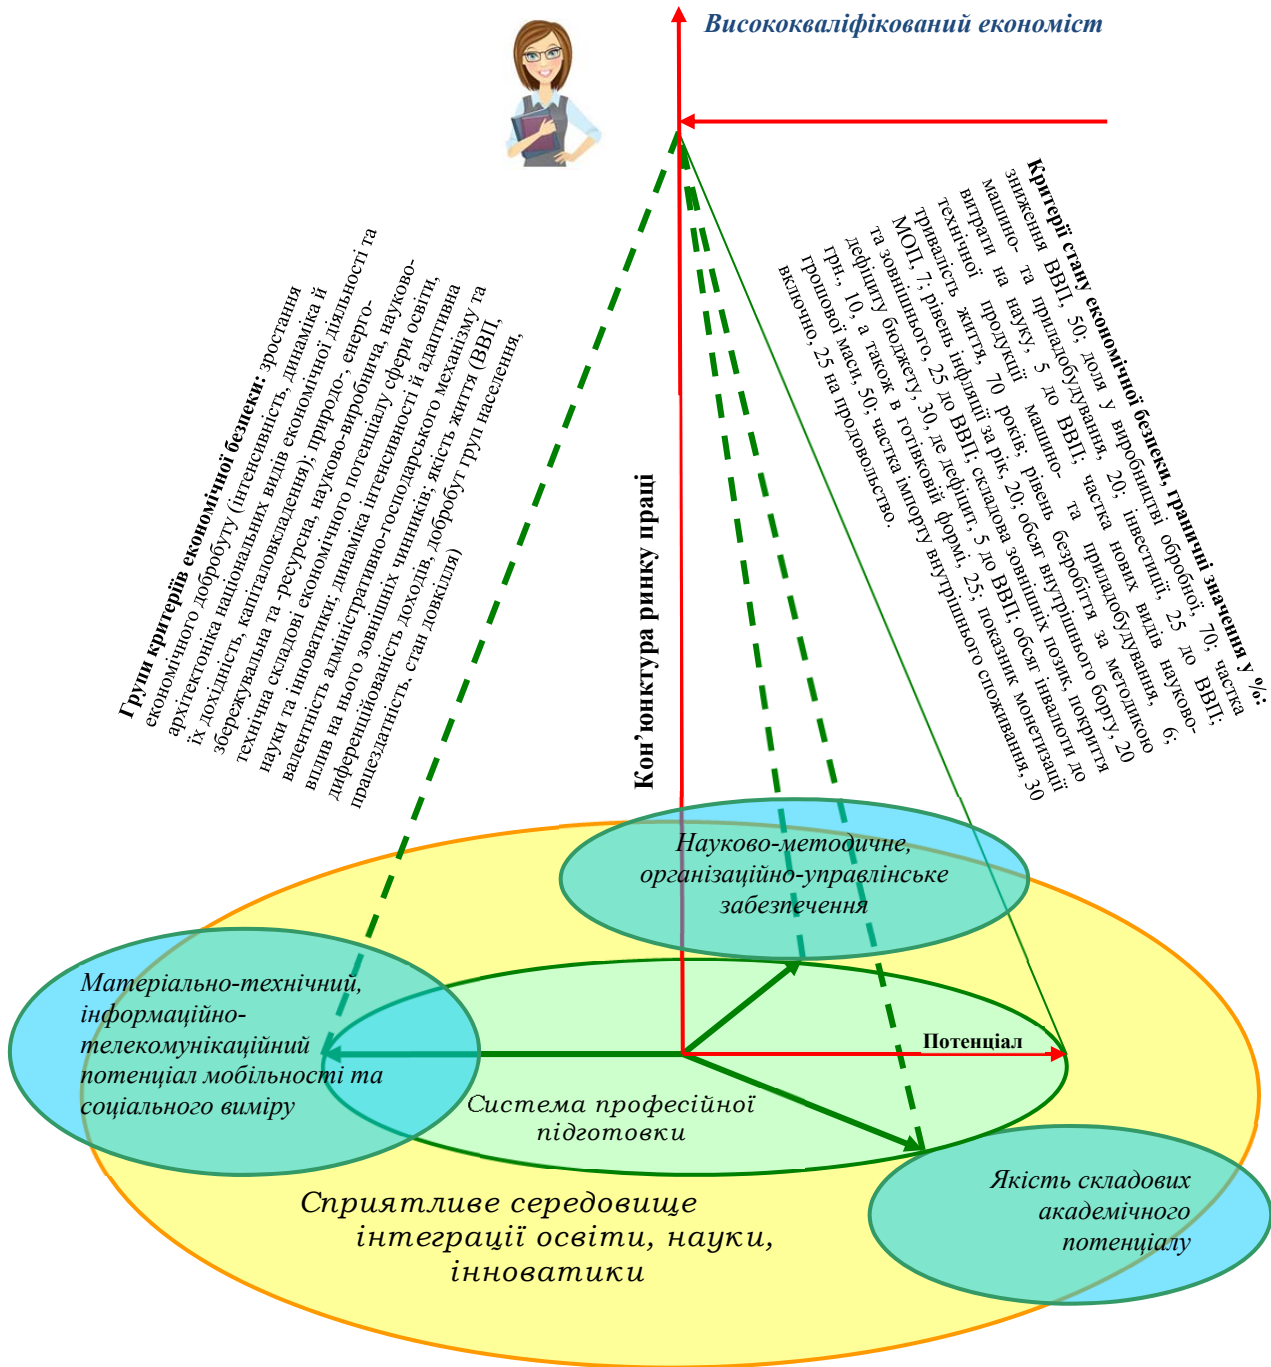 Висококваліфікований економіст
Групи критеріїв економічної безпеки: зростання
економічного добробуту (інтенсивність, динаміка й
архітектоніка національних видів економічної діяльності та
їх дохідність, капіталовкладення); природо-, енерго-
збережувальна та -ресурсна, науково-виробнича, науково-
технічна складові економічного потенціалу сфери освіти,
науки та інноватики; динаміка інтенсивності й адаптивна
валентність адміністративно-господарського механізму та
вплив на нього зовнішніх чинників; якість життя (ВВП,
диференційованість доходів, добробут груп населення,
працездатність, стан довкілля)
Критерії стану економічної безпеки, граничні значення у %:
зниження ВВП, 50; доля у виробництві обробної, 70; частка
машино- та приладобудування, 20; інвестиції, 25 до ВВП;
витрати на науку, 5 до ВВП, частка нових видів науково-
технічної продукції машино- та приладобудування, 6;
тривалість життя, 70 років; рівень безробіття за методикою
МОП, 7; рівень інфляції за рік, 20; обсяг внутрішнього боргу, 20
та зовнішнього, 25 до ВВП; складова зовнішніх позик, покриття
дефіциту бюджету, 30, де дефіцит, 5 до ВВП; обсяг інвалюти до
грн., 10, а також в готівковій формі, 25; показник монетизації
грошової маси, 50; частка імпорту внутрішнього споживання, 30
включно, 25 на продовольство.
Кон’юнктура ринку праці
Науково-методичне,
організаційно-управлінське
забезпечення
Матеріально-технічний,
інформаційно-
телекомунікаційний
потенціал мобільності та
соціального виміру
Потенціал
Система професійної
підготовки
Якість складових
академічного
потенціалу
Сприятливе середовище
інтеграції освіти, науки,
інноватики